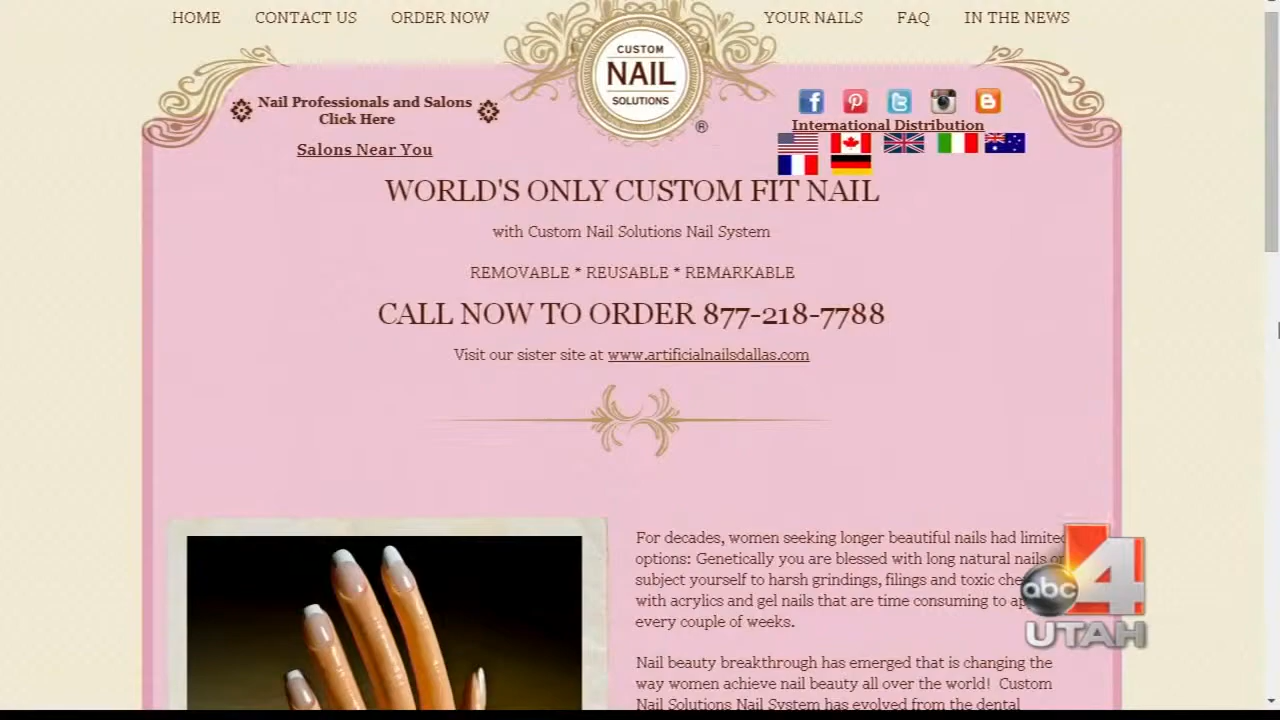 HOME CONTACT US ORDER NOW YOUR NAILS FAQ IN THE NEWS
CUSTOM
NAIL
SOLUTIONS
®
Nail Professionals and Salons
Click Here
Salons Near You
International Distribution
WORLD'S ONLY CUSTOM FIT NAIL
with Custom Nail Solutions Nail System
REMOVABLE * REUSABLE * REMARKABLE
CALL NOW TO ORDER 877-218-7788
Visit our sister site at www.artificialnailsdallas.com
For decades, women seeking longer beautiful nails had limited
options: Genetically you are blessed with long natural nails or
subject yourself to harsh grindings, filings and toxic
with acrylics and gel nails that are time consuming to
every couple of weeks.
Nail beauty breakthrough has emerged that is changing the
way women achieve nail beauty all over the world! Custom
Nail Solutions Nail System has evolved from the dental
abc 4
UTAH